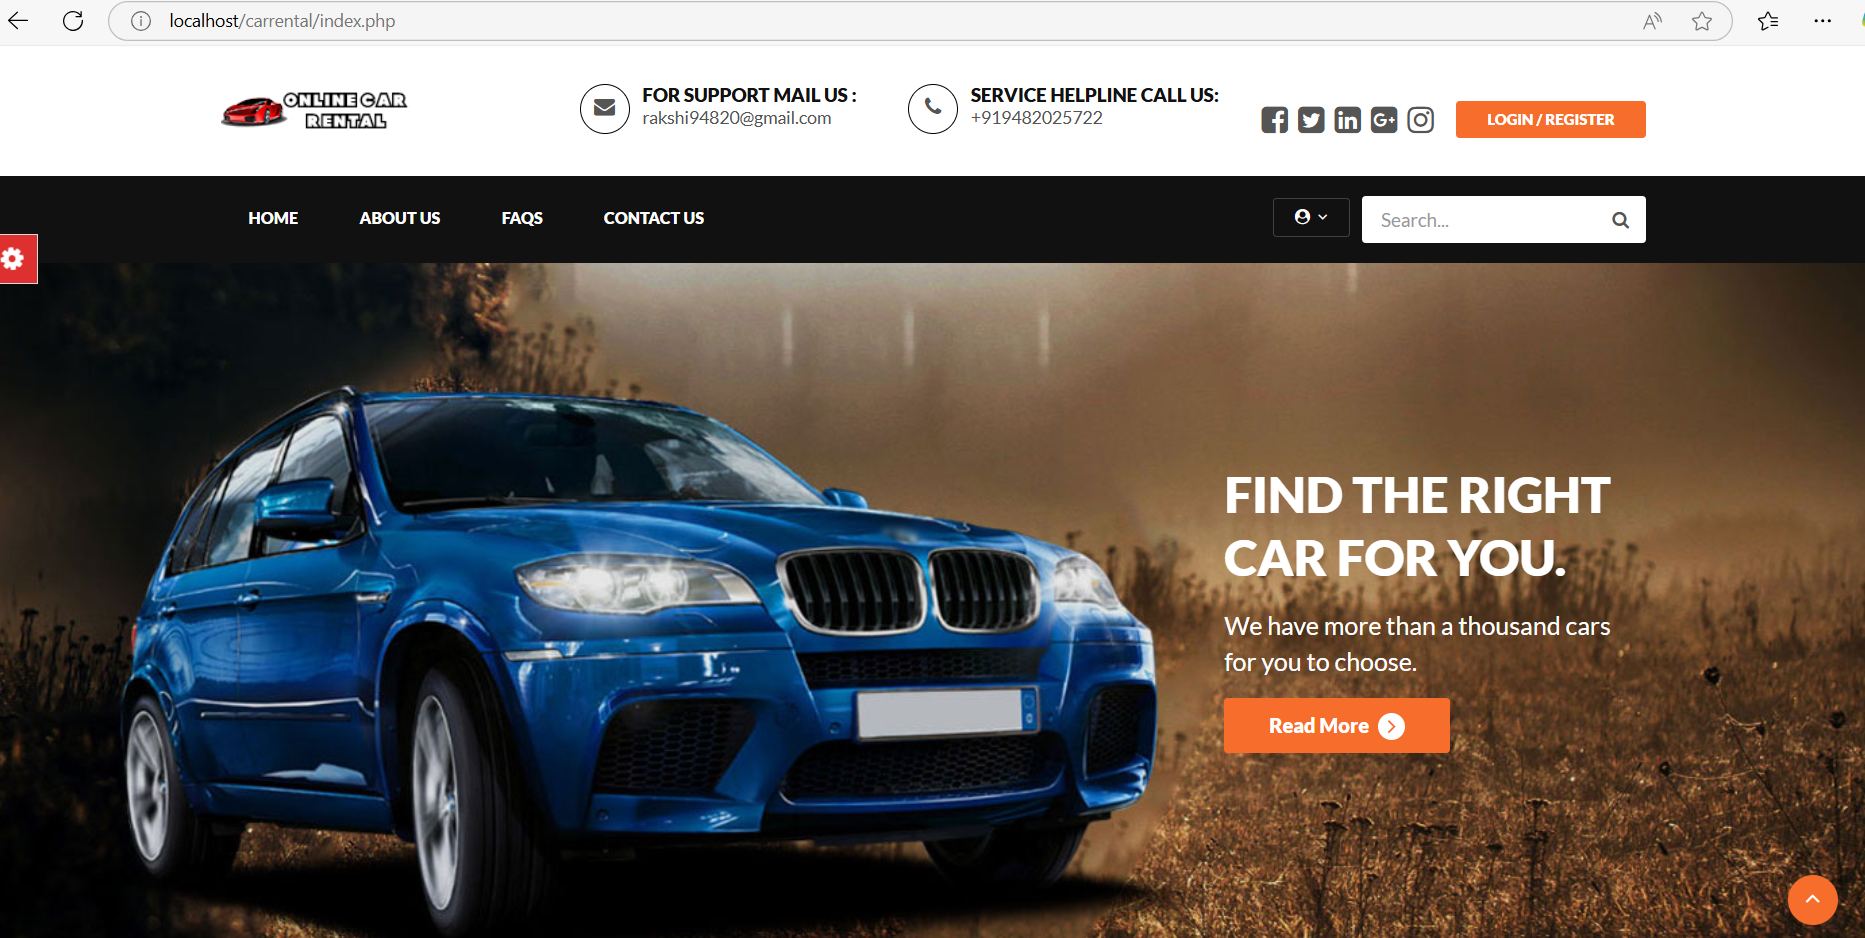 localhost/carrental/index.php
ONLINE CAR
RENTAL
FOR SUPPORT MAIL US :
rakshi94820@gmail.com
SERVICE HELPLINE CALL US:
+919482025722
LOGIN / REGISTER
HOME
ABOUT US
FAQS
CONTACT US
Search...
FIND THE RIGHT
CAR FOR YOU.
We have more than a thousand cars
for you to choose.
Read More